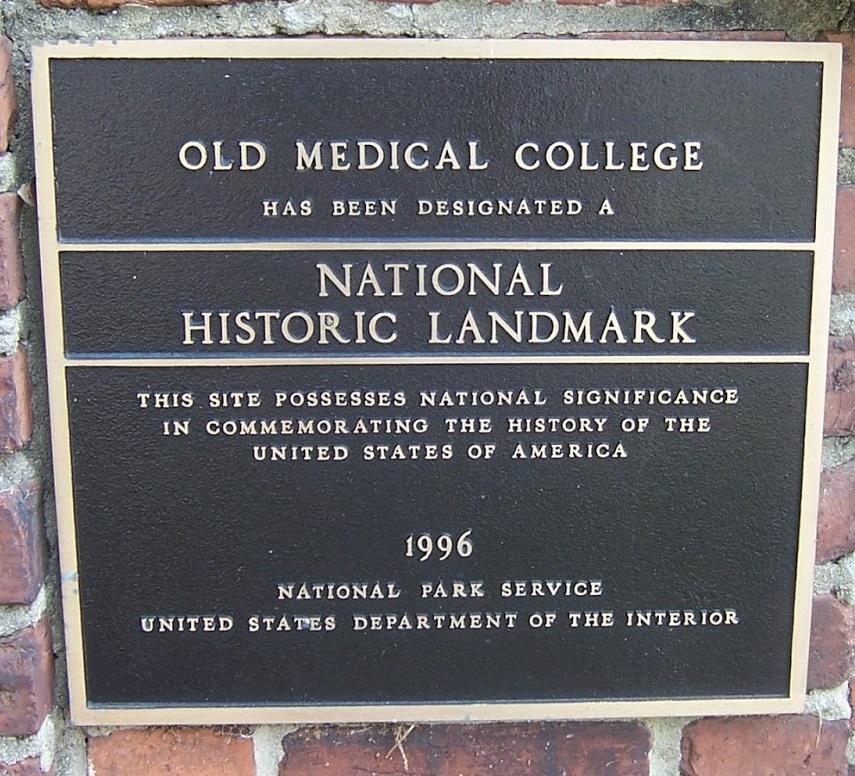 OLD MEDICAL COLLEGE
HAS BEEN DESIGNATED A
NATIONAL
HISTORIC LANDMARK
THIS SITE POSSESSES NATIONAL SIGNIFICANCE
IN COMMEMORATING THE HISTORY OF THE
UNITED STATES OF AMERICA
1996
NATIONAL PARK SERVICE
UNITED STATES DEPARTMENT OF THE INTERIOR